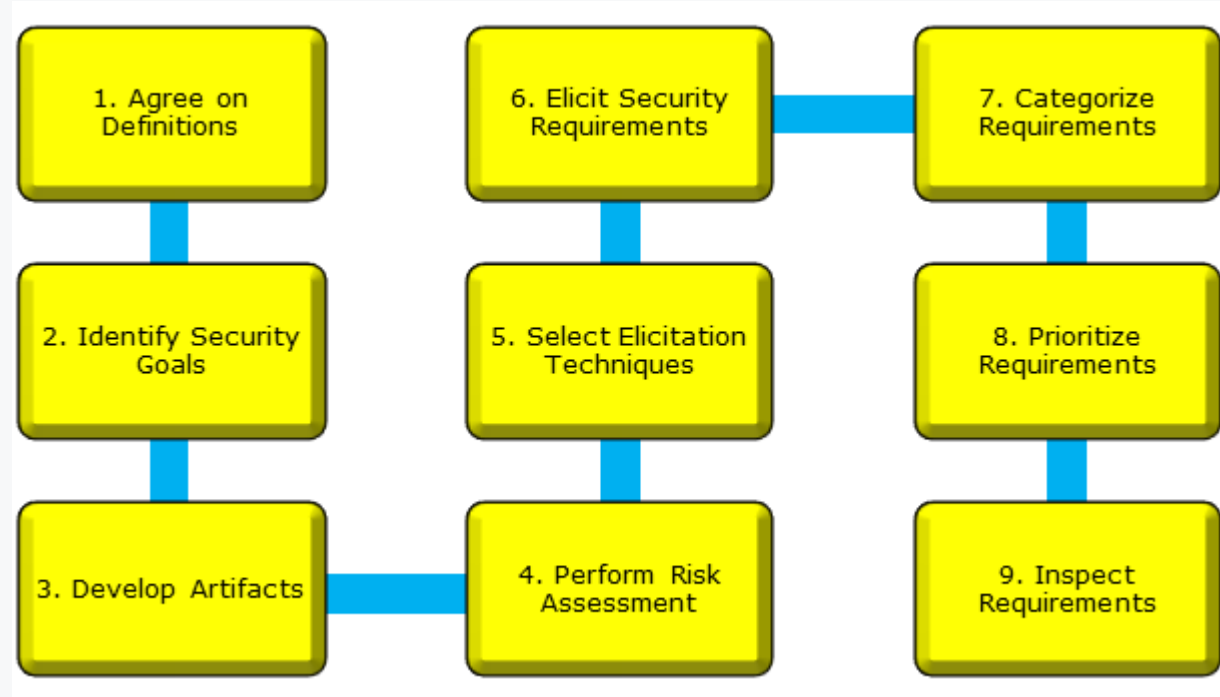 1. Agree on
Definitions
2. Identify Security
Goals
3. Develop Artifacts
4. Perform Risk
Assessment
5. Select Elicitation
Techniques
6. Elicit Security
Requirements
7. Categorize
Requirements
8. Prioritize
Requirements
9. Inspect
Requirements